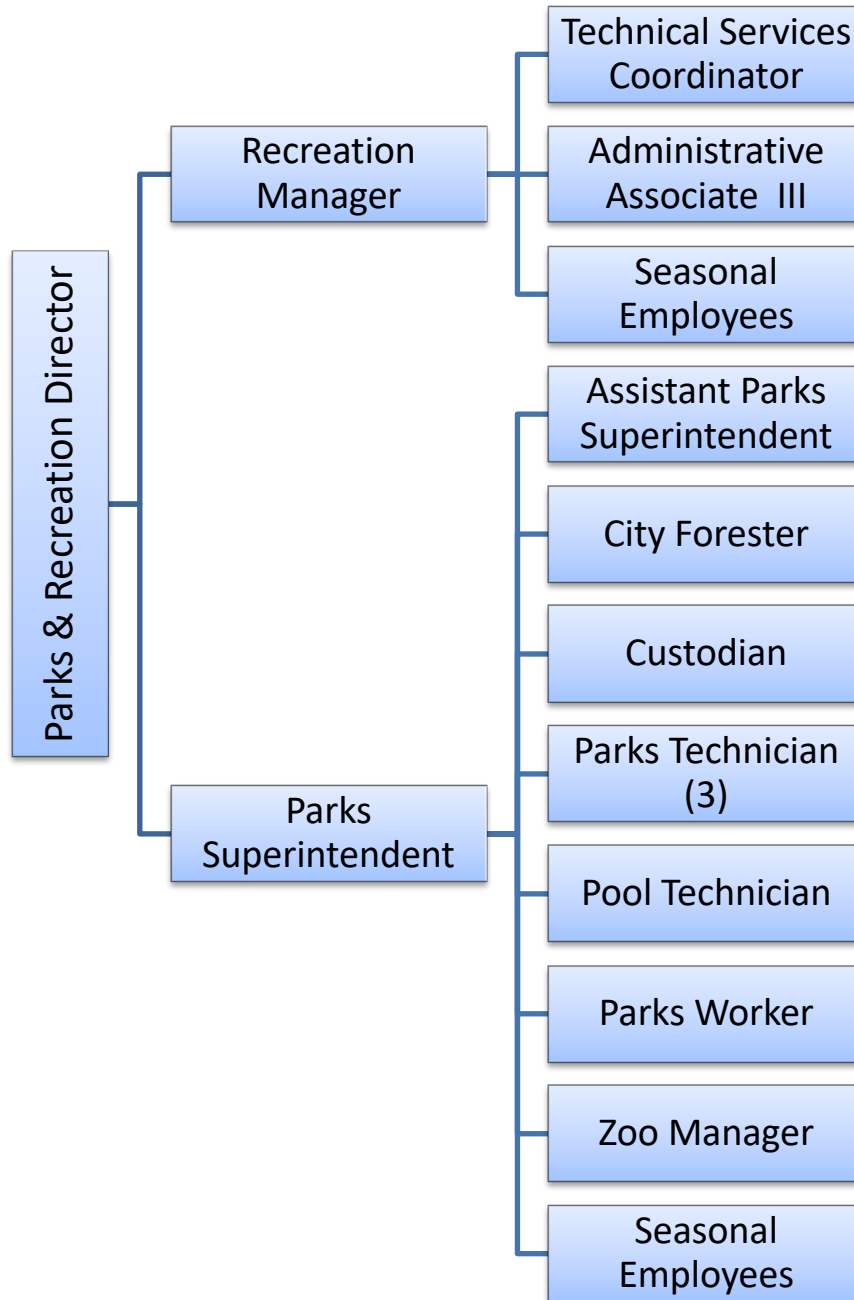 Parks & Recreation Director
Recreation
Manager
Technical Services
Coordinator
Administrative
Associate  III
Seasonal
Employees
Parks
Superintendent
Assistant Parks
Superintendent
City Forester
Custodian
Parks Technician
(3)
Pool Technician
Parks Worker
Zoo Manager
Seasonal
Employees